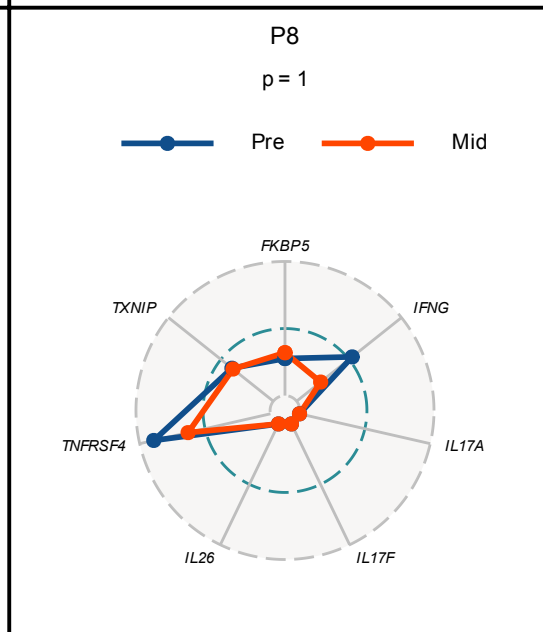 P8
p = 1
Pre Mid
FKBP5
TXNIP IFNG
TNFRSF4 IL17A
IL26 IL17F